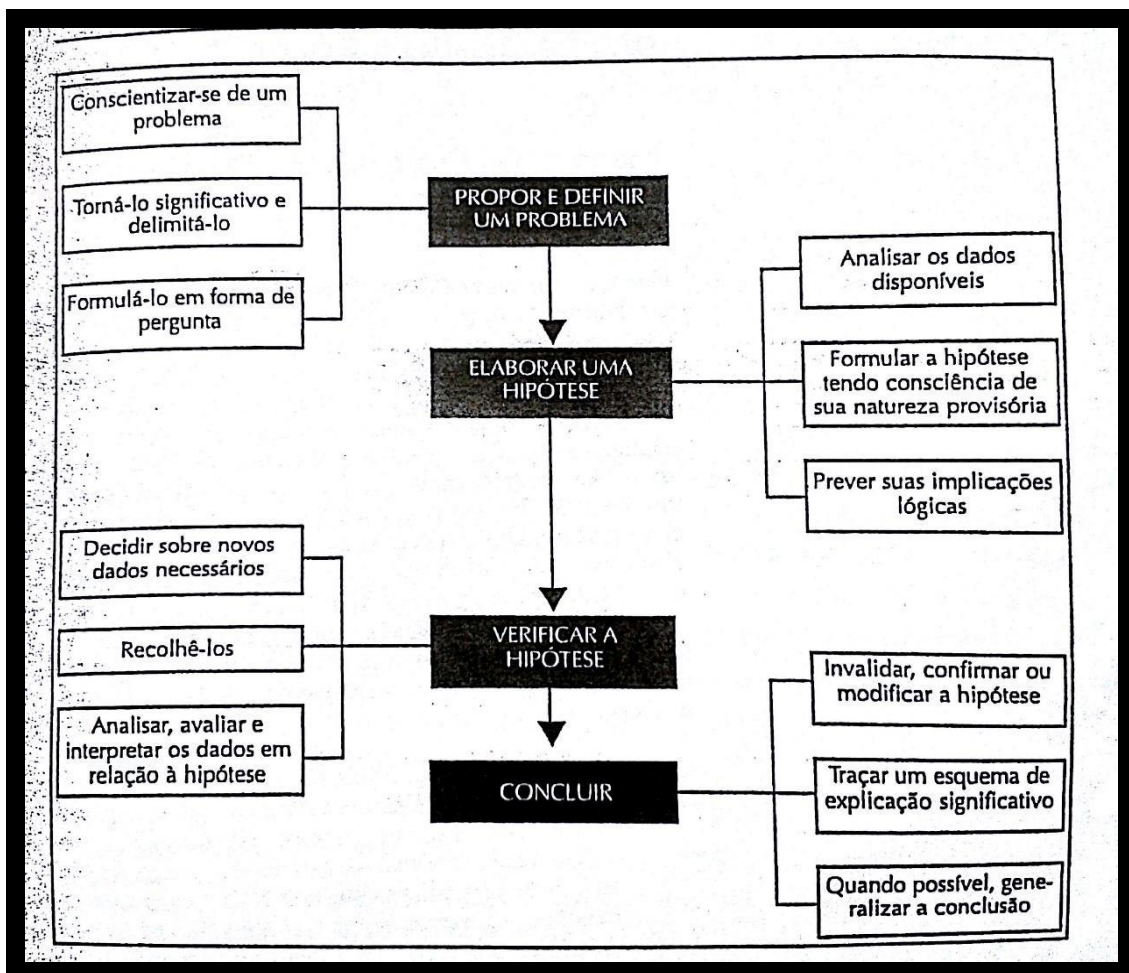 Conscientizar-se de um
problema
Torná-lo significativo e
delimitá-lo
Formulá-lo em forma de
pergunta
PROPOR E DEFINIR
UM PROBLEMA
ELABORAR UMA
HIPÓTESE
Analisar os dados
disponíveis
Formular a hipótese
tendo consciência de
sua natureza provisória
Prever suas implicações
lógicas
Decidir sobre novos
dados necessários
Recolhê-los
Analisar, avaliar e
interpretar os dados em
relação à hipótese
VERIFICAR A
HIPÓTESE
CONCLUIR
Invalidar, confirmar ou
modificar a hipótese
Traçar um esquema de
explicação significativo
Quando possível, gene-
ralizar a conclusão